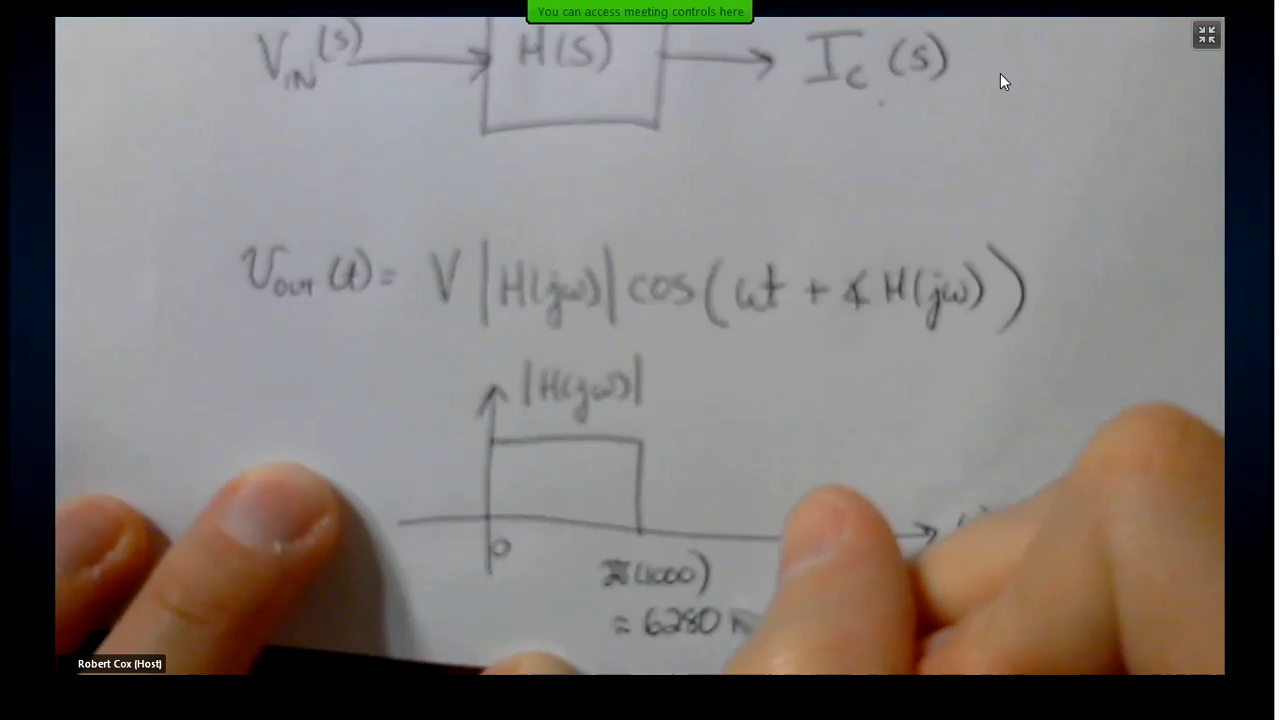 You can access meeting controls here
V_IN(s) → H(s) → I_c(s)
v_OUT(t) = V |H(jω)| cos(ωt + ∡ H(jω))
|H(jω)|
0
2π(1000)
= 6280
Robert Cox (Host)